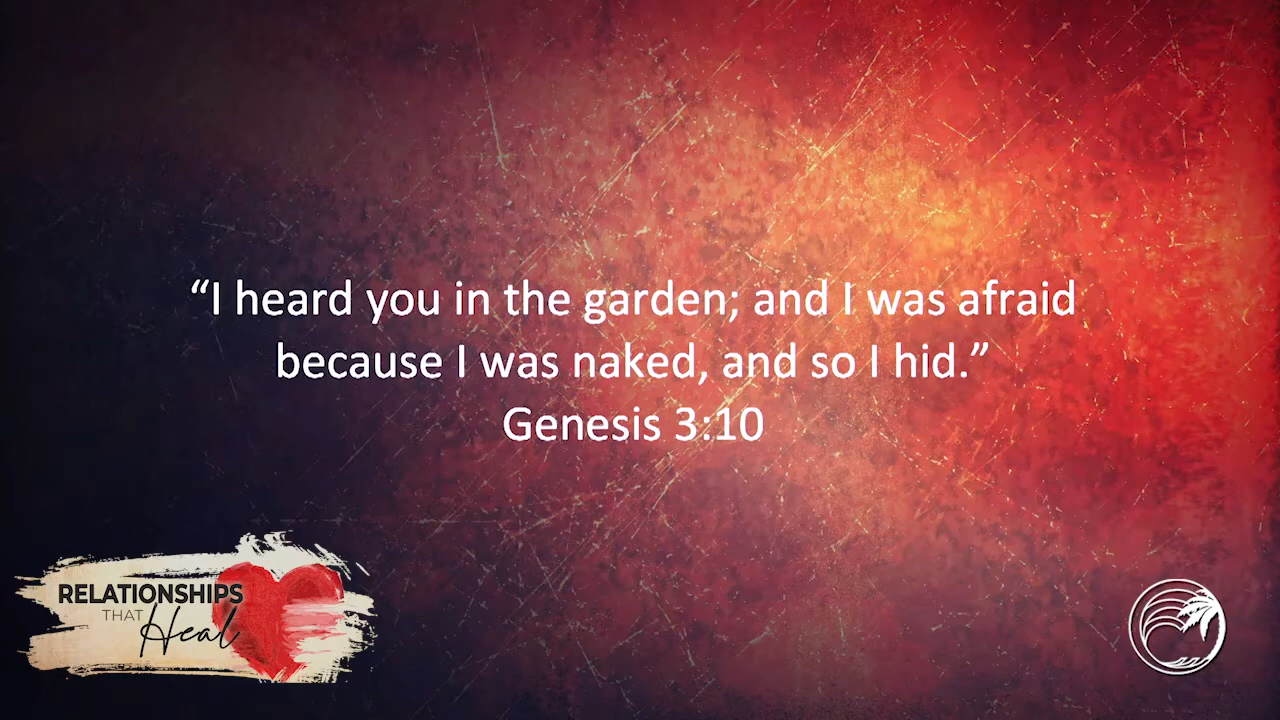 “I heard you in the garden; and I was afraid
because I was naked, and so I hid.”
Genesis 3:10
RELATIONSHIPS
THAT
Heal